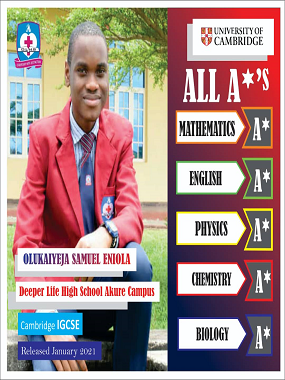 UNIVERSITY OF
CAMBRIDGE
ALL A*'S
MATHEMATICS A*
ENGLISH A*
PHYSICS A*
CHEMISTRY A*
BIOLOGY A*
OLUKAIYEJA SAMUEL ENIOLA
Deeper Life High School Akure Campus
Cambridge IGCSE
Released January 2021